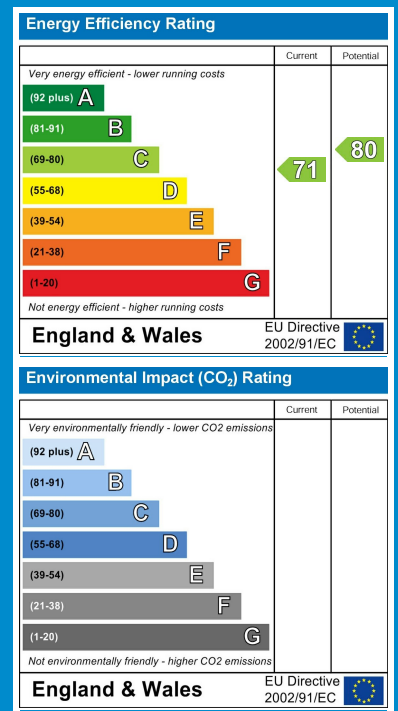 Energy Efficiency Rating
Current Potential
Very energy efficient - lower running costs
(92 plus) A
(81-91) B
(69-80) C
(55-68) D
(39-54) E
(21-38) F
(1-20) G
71
80
Not energy efficient - higher running costs
England & Wales
EU Directive
2002/91/EC
Environmental Impact (CO₂) Rating
Current Potential
Very environmentally friendly - lower CO2 emissions
(92 plus) A
(81-91) B
(69-80) C
(55-68) D
(39-54) E
(21-38) F
(1-20) G
Not environmentally friendly - higher CO2 emissions
England & Wales
EU Directive
2002/91/EC